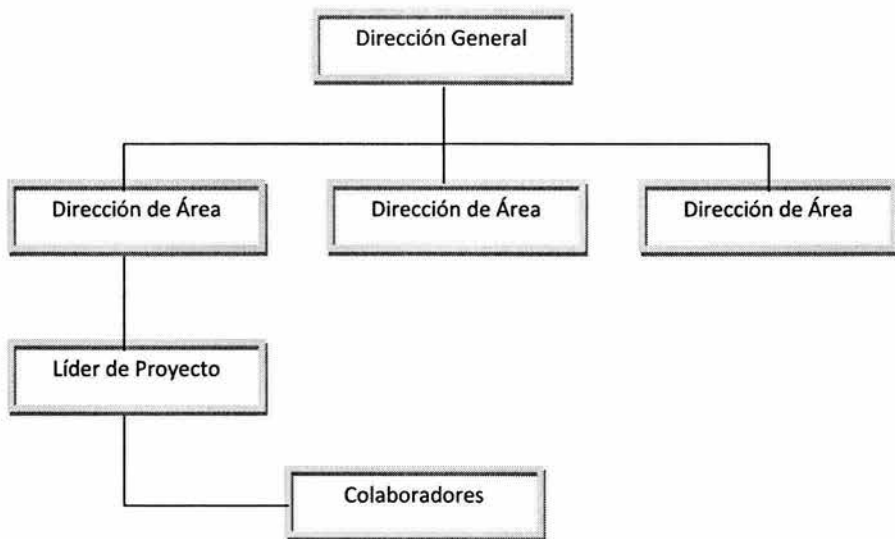 Dirección General
Dirección de Área
Dirección de Área
Dirección de Área
Líder de Proyecto
Colaboradores